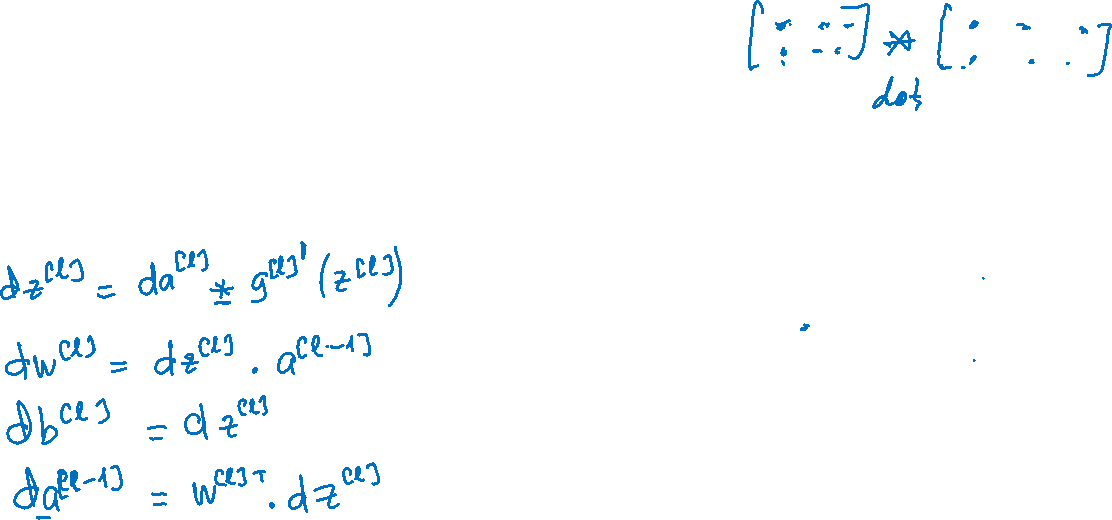 [ : : : ] * [ : : : ]
dot
dz^[l] = da^[l] * g^[l]' (z^[l])
dw^[l] = dz^[l] . a^[l-1]
db^[l] = dz^[l]
da^[l-1] = w^[l]T . dz^[l]